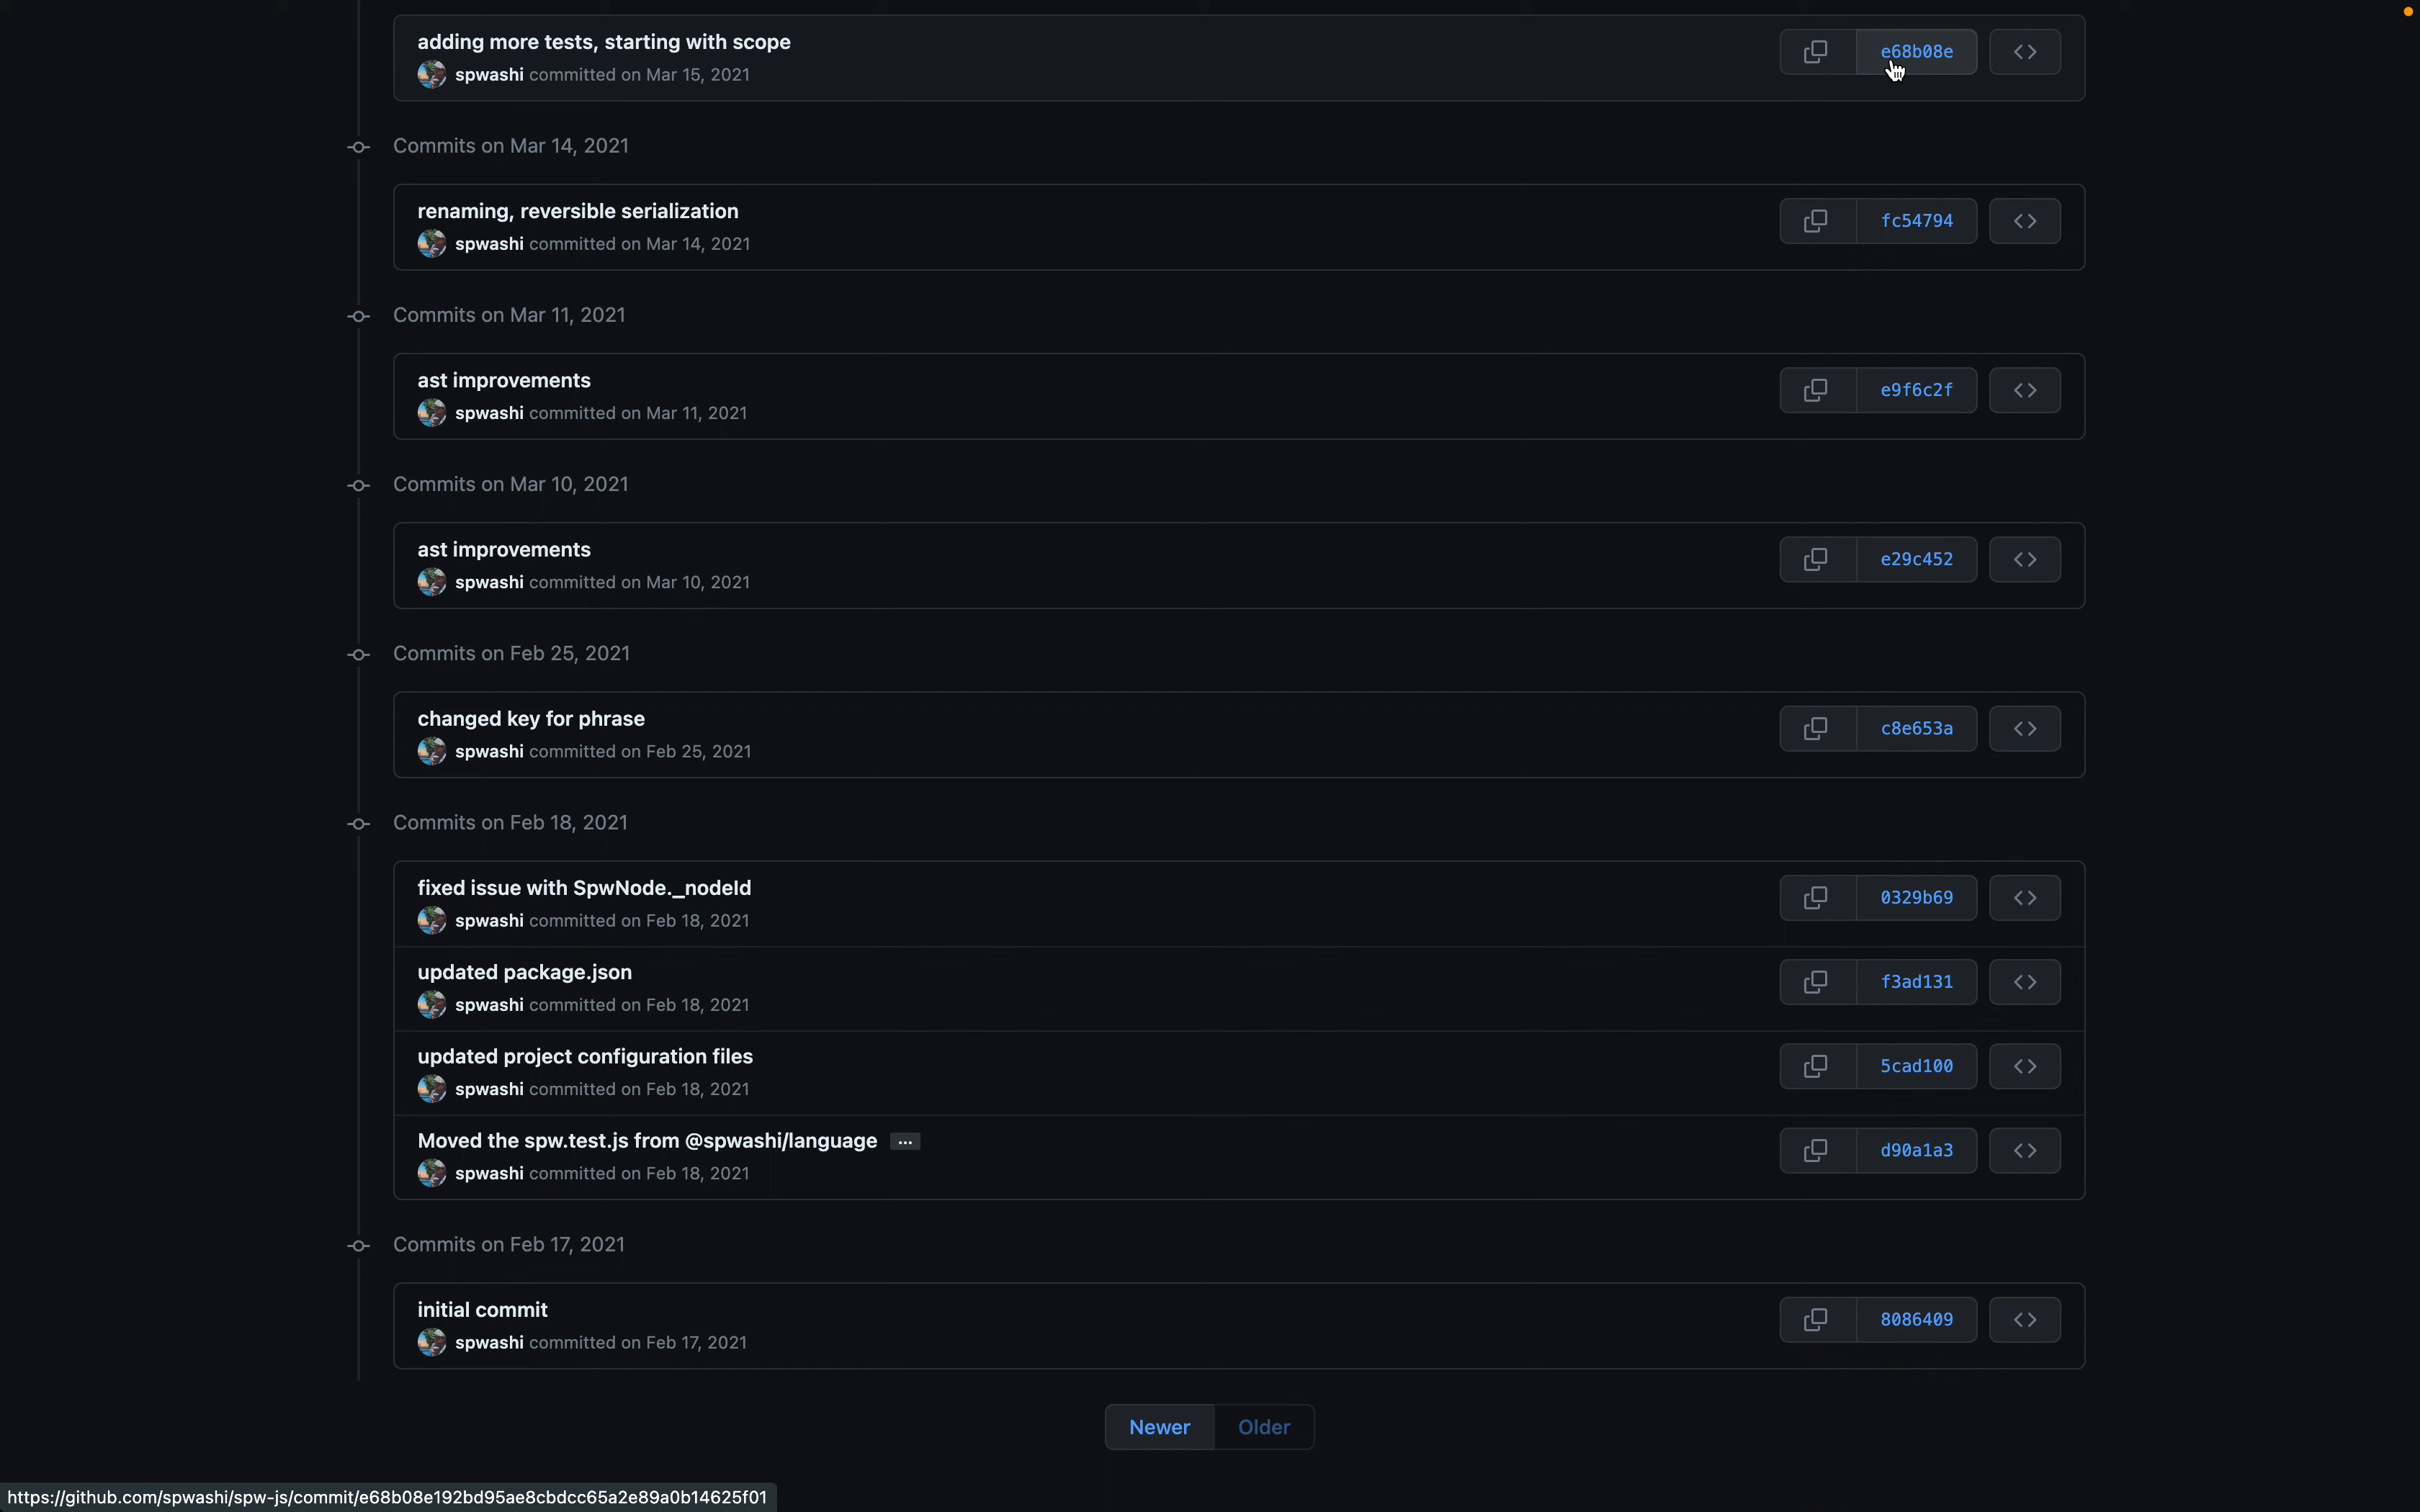 adding more tests, starting with scope
spwashi committed on Mar 15, 2021
e68b08e
Commits on Mar 14, 2021
renaming, reversible serialization
spwashi committed on Mar 14, 2021
fc54794
Commits on Mar 11, 2021
ast improvements
spwashi committed on Mar 11, 2021
e9f6c2f
Commits on Mar 10, 2021
ast improvements
spwashi committed on Mar 10, 2021
e29c452
Commits on Feb 25, 2021
changed key for phrase
spwashi committed on Feb 25, 2021
c8e653a
Commits on Feb 18, 2021
fixed issue with SpwNode._nodeId
spwashi committed on Feb 18, 2021
0329b69
updated package.json
spwashi committed on Feb 18, 2021
f3ad131
updated project configuration files
spwashi committed on Feb 18, 2021
5cad100
Moved the spw.test.js from @spwashi/language ...
spwashi committed on Feb 18, 2021
d90a1a3
Commits on Feb 17, 2021
initial commit
spwashi committed on Feb 17, 2021
8086409
Newer Older
https://github.com/spwashi/spw-js/commit/e68b08e192bd95ae8cbdcc65a2e89a0b14625f01